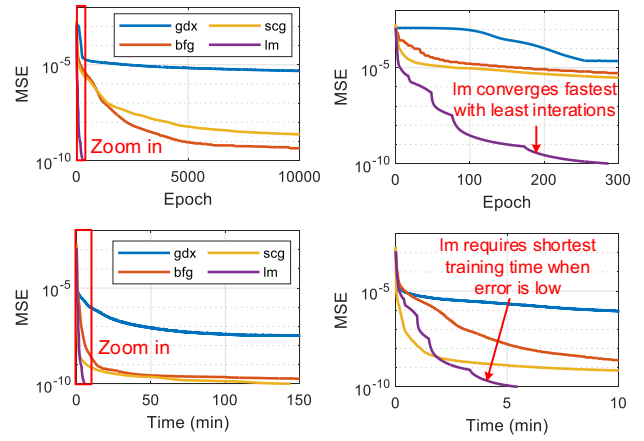 gdx
scg
bfg
lm
10^-5
10^-10
MSE
Zoom in
0
5000
10000
Epoch
10^-5
10^-10
MSE
lm converges fastest
with least interations
0
100
200
300
Epoch
gdx
scg
bfg
lm
10^-5
10^-10
MSE
Zoom in
0
50
100
150
Time (min)
lm requires shortest
training time when
error is low
10^-5
10^-10
MSE
0
5
10
Time (min)